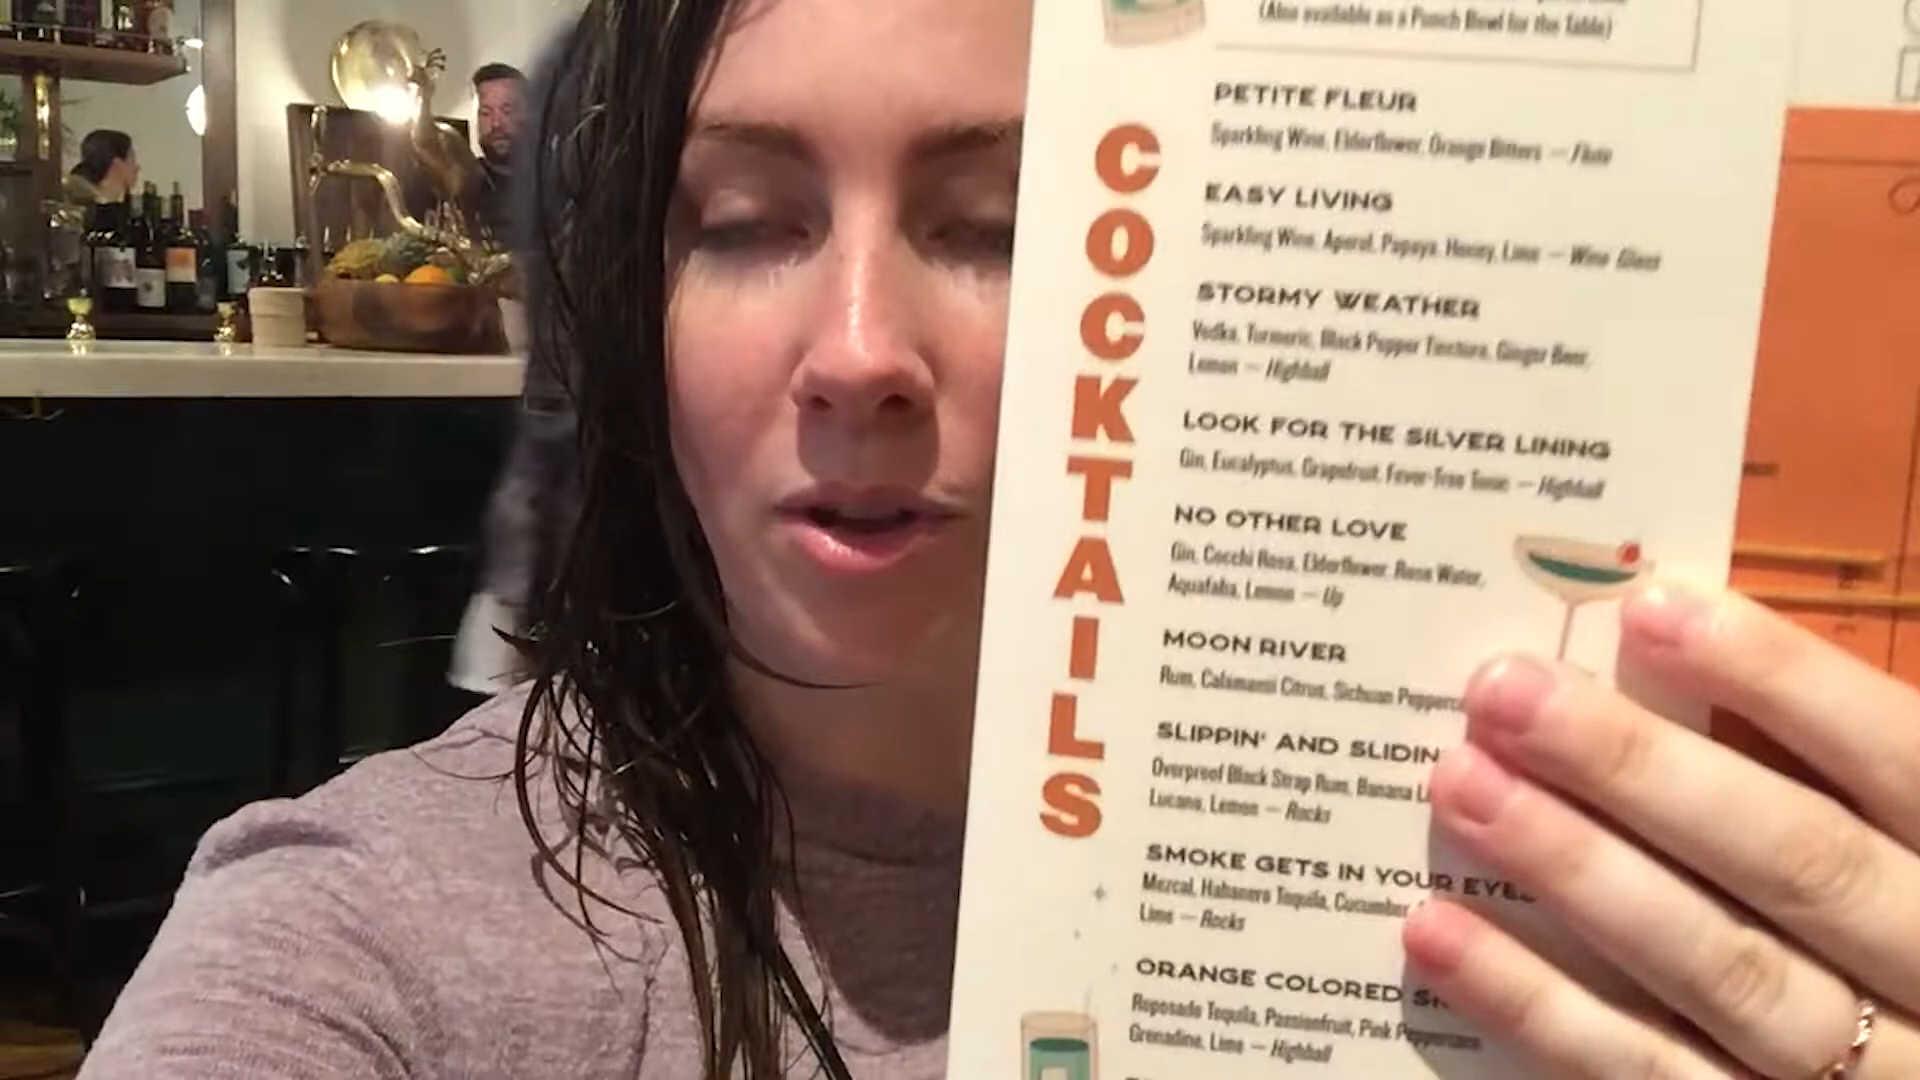 (Also available as a Punch Bowl for the Table)
COCKTAILS
PETITE FLEUR
Sparkling Wine, Elderflower, Orange Bitters — Flute
EASY LIVING
Sparkling Wine, Aperol, Papaya, Honey, Lime — Wine Glass
STORMY WEATHER
Vodka, Turmeric, Black Pepper Tincture, Ginger Beer,
Lemon — Highball
LOOK FOR THE SILVER LINING
Gin, Eucalyptus, Grapefruit, Fever-Tree Tonic — Highball
NO OTHER LOVE
Gin, Cocchi Rosa, Elderflower, Rose Water,
Aquafaba, Lemon — Up
MOON RIVER
Rum, Calamansi Citrus, Sichuan
SLIPPIN' AND
Overproof Black Strap Rum, Banana
Lucano, Lemon — Rocks
SMOKE GETS IN YOUR EYES
Mezcal, Habanero Tequila, Cucumber,
Lime — Rocks
ORANGE COLORED
Reposado Tequila, Passionfruit, Pink Peppercorn
Grenadine, Lime — Highball